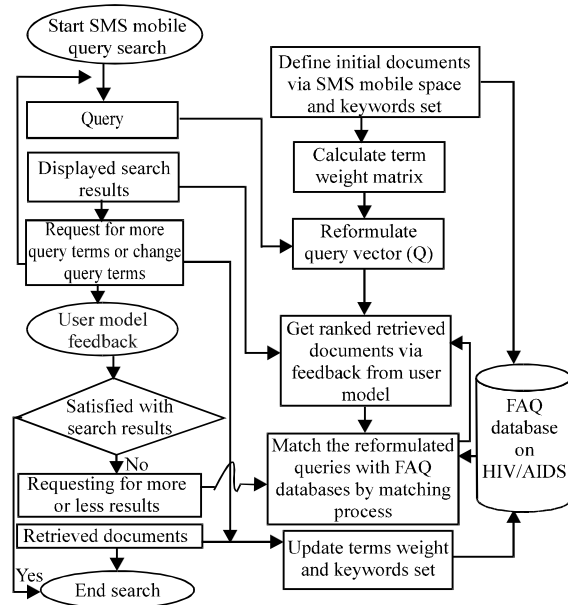 Start SMS mobile
query search
Query
Displayed search
results
Request for more
query terms or change
query terms
User model
feedback
Satisfied with
search results
No
Requesting for more
or less results
Retrieved documents
Yes
End search
Define initial documents
via SMS mobile space
and keywords set
Calculate term
weight matrix
Reformulate
query vector (Q)
Get ranked retrieved
documents via
feedback from user
model
Match the reformulated
queries with FAQ
databases by matching
process
Update terms weight
and keywords set
FAQ
database
on
HIV/AIDS